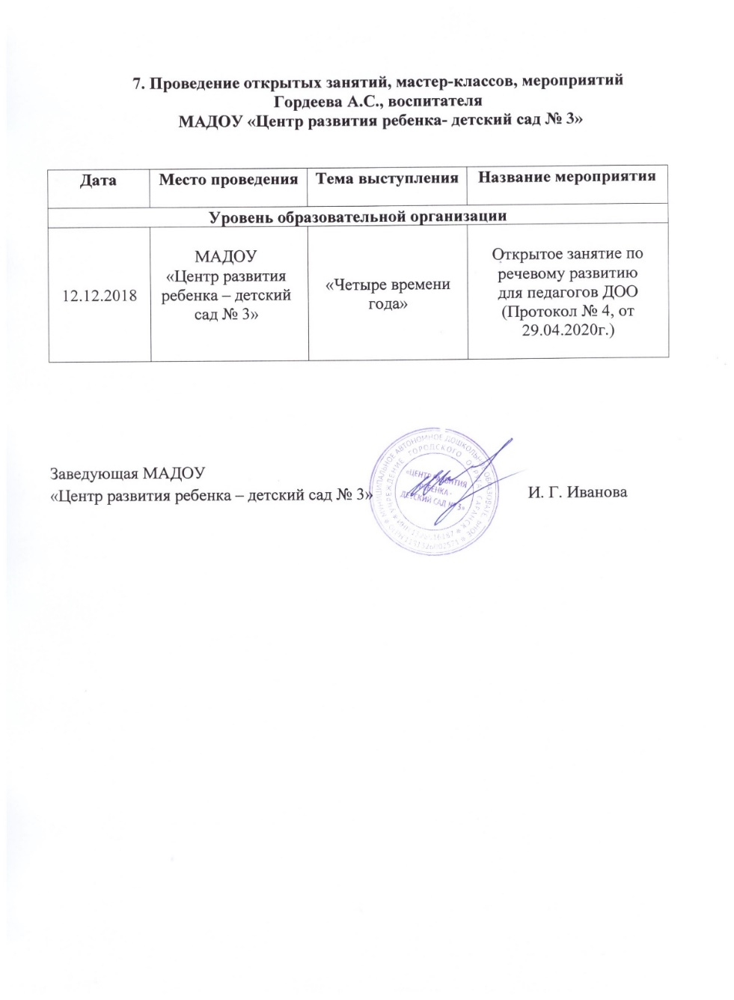 7. Проведение открытых занятий, мастер-классов, мероприятий
Гордеева А.С., воспитателя
МАДОУ «Центр развития ребенка- детский сад № 3»
Дата
Место проведения
Тема выступления
Название мероприятия
Уровень образовательной организации
12.12.2018
МАДОУ
«Центр развития
ребенка – детский
сад № 3»
«Четыре времени
года»
Открытое занятие по
речевому развитию
для педагогов ДОО
(Протокол № 4, от
29.04.2020г.)
Заведующая МАДОУ
«Центр развития ребенка – детский сад № 3»
И. Г. Иванова
МУНИЦИПАЛЬНОЕ АВТОНОМНОЕ ДОШКОЛЬНОЕ ОБРАЗОВАТЕЛЬНОЕ
УЧРЕЖДЕНИЕ ГОРОДСКОГО ОКРУГА
«ЦЕНТР РАЗВИТИЯ
РЕБЕНКА -
ДЕТСКИЙ САД № 3»